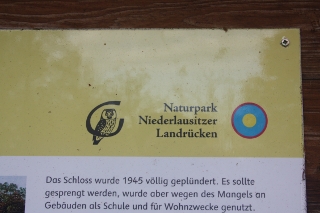 Naturpark
Niederlausitzer
Landrücken
Das Schloss wurde 1945 völlig geplündert. Es sollte
gesprengt werden, wurde aber wegen des Mangels an
Gebäuden als Schule und für Wohnzwecke genutzt.